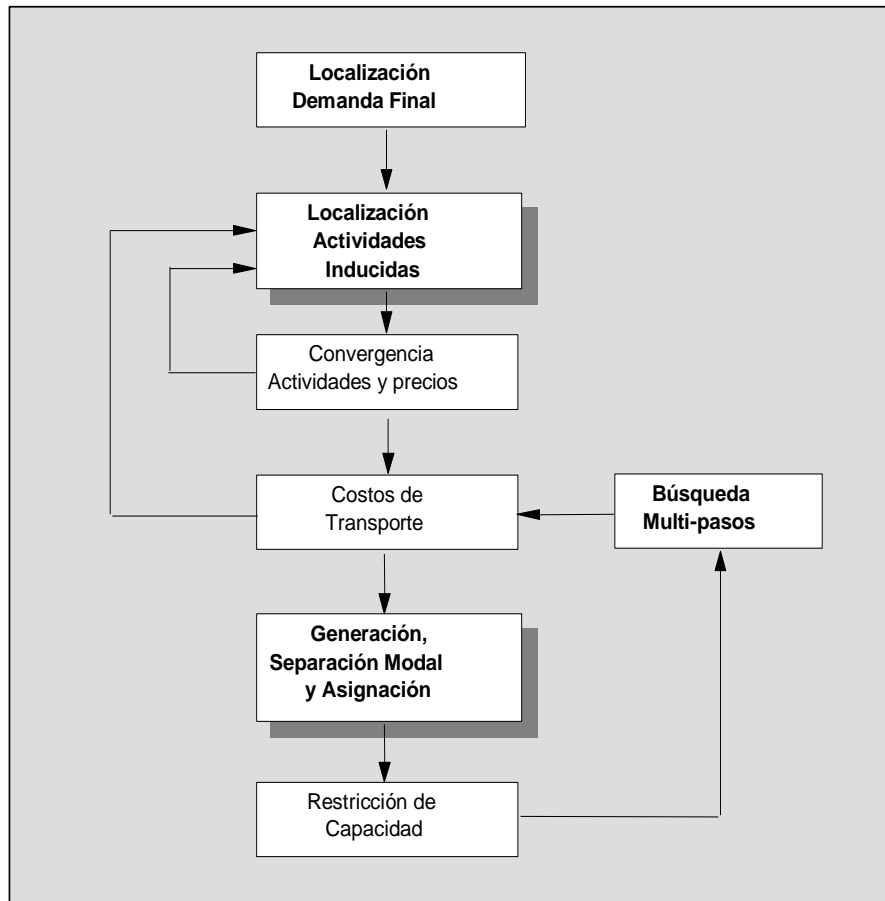 Localización
Demanda Final
Localización
Actividades
Inducidas
Convergencia
Actividades y precios
Costos de
Transporte
Búsqueda
Multi-pasos
Generación,
Separación Modal
y Asignación
Restricción de
Capacidad